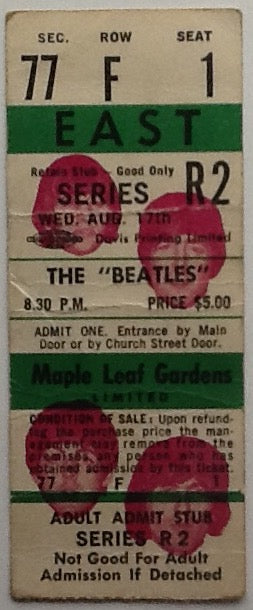 SEC. ROW SEAT
77 F 1
EAST
Retain Stub - Good Only
SERIES R2
WED. AUG. 17th
Davis Printing Limited
THE "BEATLES"
8.30 P.M. PRICE $5.00
ADMIT ONE. Entrance by Main
Door or by Church Street Door.
Maple Leaf Gardens
LIMITED
CONDITION OF SALE: Upon refund-
ing the purchase price the man-
agement may remove from the
premises any person who has
obtained admission by this ticket.
77 F 1
ADULT ADMIT STUB
SERIES R2
Not Good For Adult
Admission If Detached